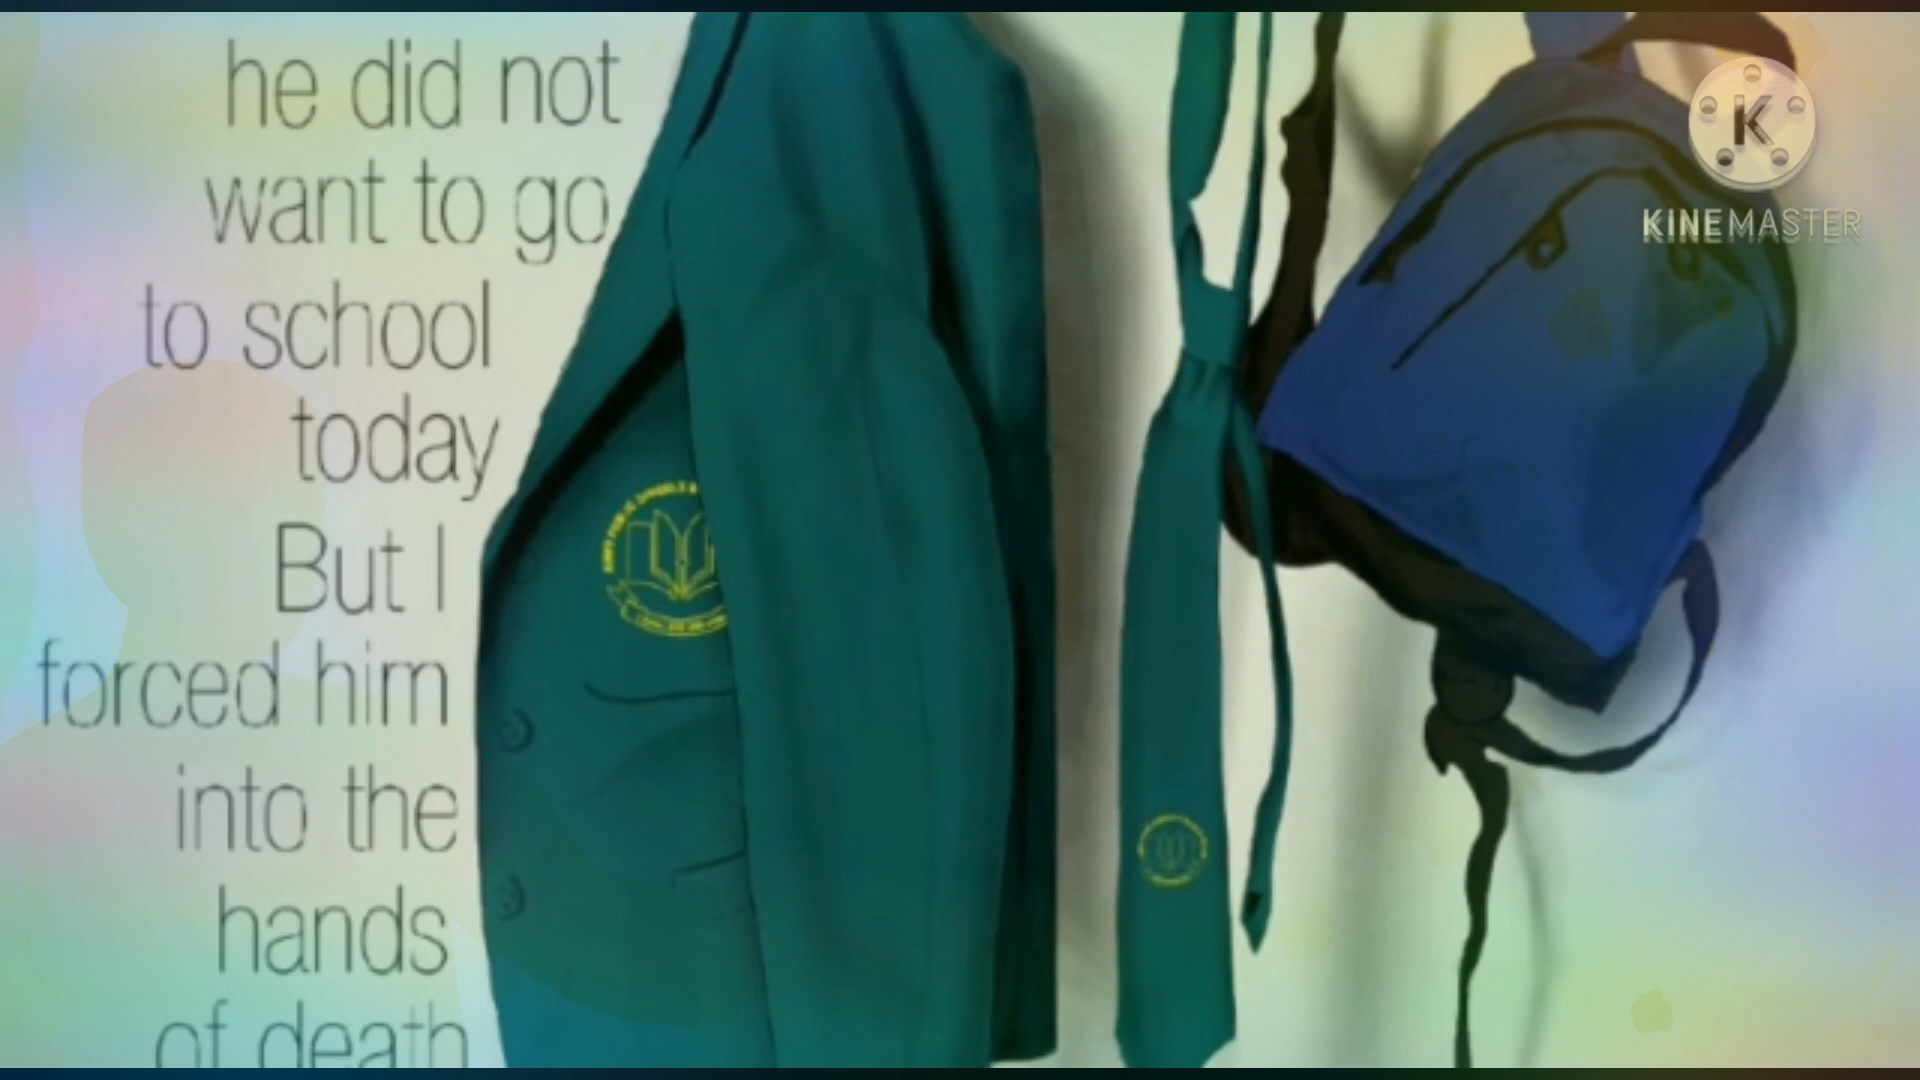 he did not
want to go
to school
today
But I
forced him
into the
hands
of death
K
KINEMASTER